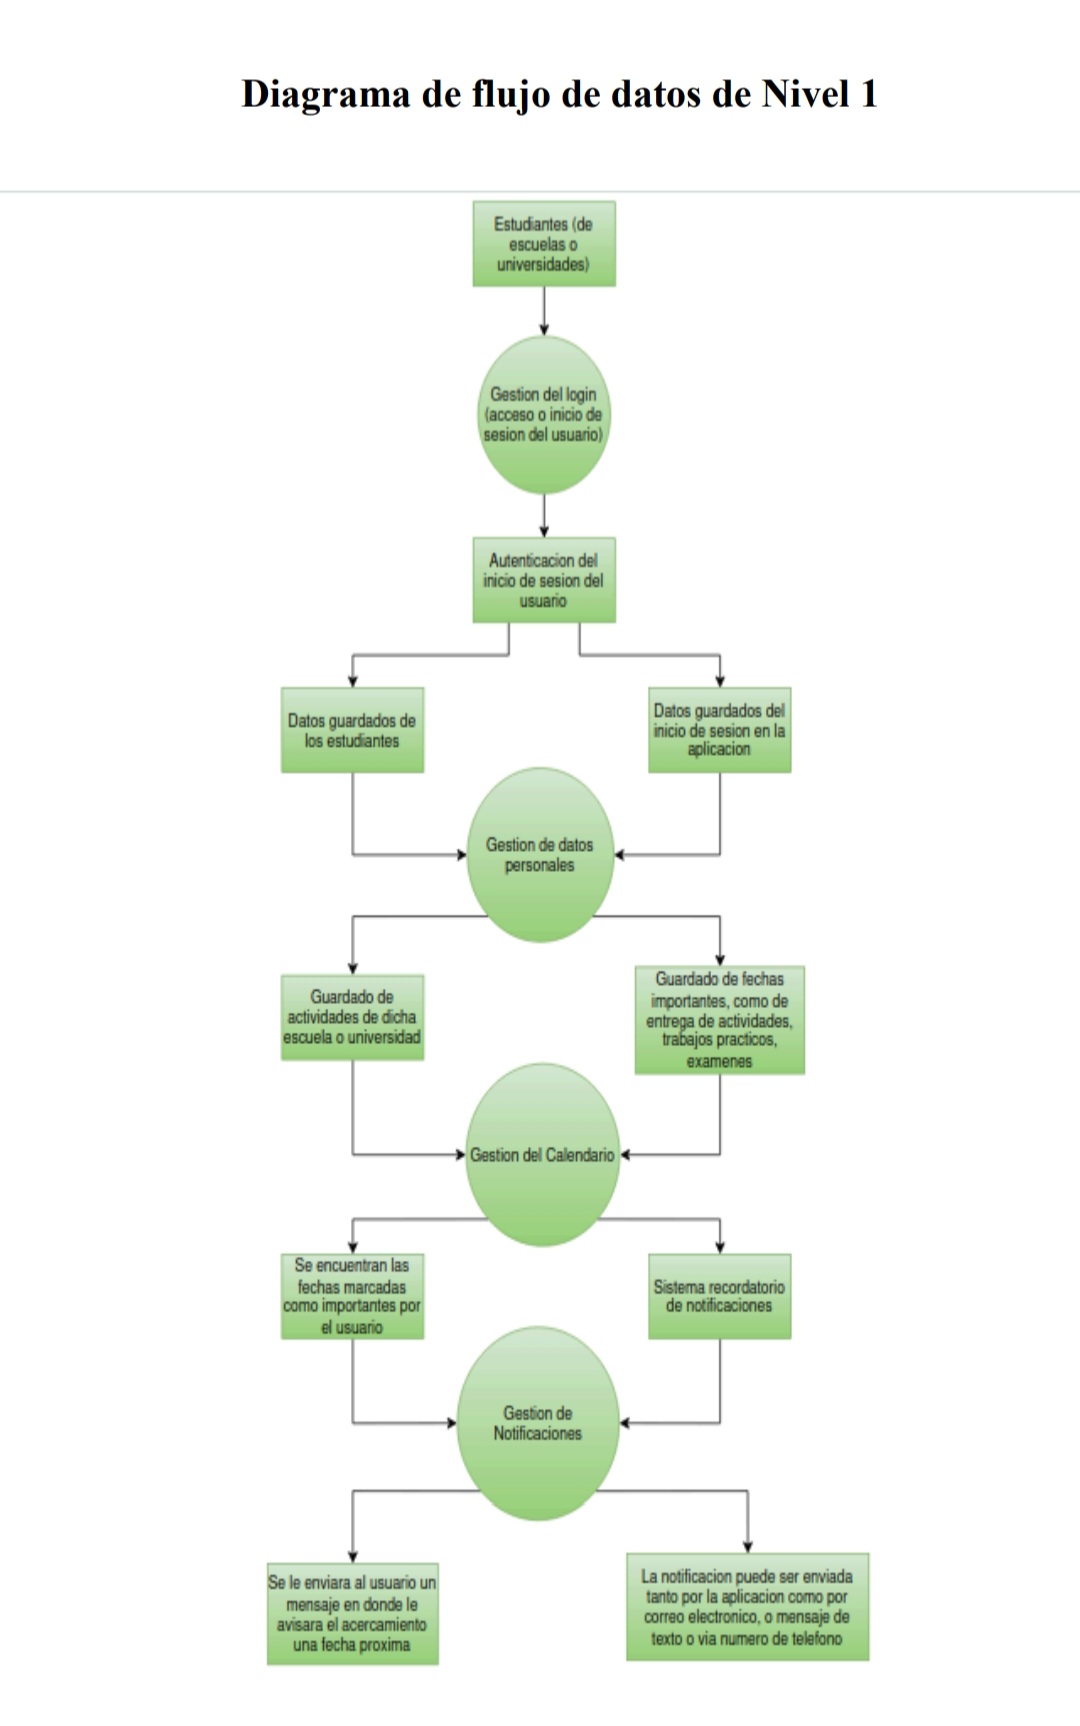 Diagrama de flujo de datos de Nivel 1
Estudiantes (de
escuelas o
universidades)
Gestion del login
(acceso o inicio de
sesion del usuario)
Autenticacion del
inicio de sesion del
usuario
Datos guardados de
los estudiantes
Datos guardados del
inicio de sesion en la
aplicacion
Gestion de datos
personales
Guardado de
actividades de dicha
escuela o universidad
Guardado de fechas
importantes, como de
entrega de actividades,
trabajos practicos,
examenes
Gestion del Calendario
Se encuentran las
fechas marcadas
como importantes por
el usuario
Sistema recordatorio
de notificaciones
Gestion de
Notificaciones
Se le enviara al usuario un
mensaje en donde le
avisara el acercamiento
una fecha proxima
La notificacion puede ser enviada
tanto por la aplicacion como por
correo electronico, o mensaje de
texto o via numero de telefono